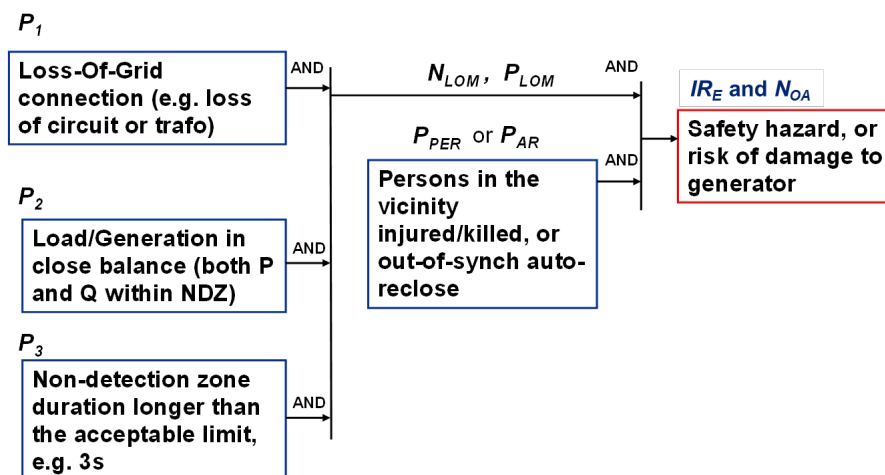 P1
Loss-Of-Grid
connection (e.g. loss
of circuit or trafo)
AND
NLOM, PLOM
AND
IRE and NOA
Safety hazard, or
risk of damage to
generator
PPER or PAR
AND
Persons in the
vicinity
injured/killed, or
out-of-synch auto-
reclose
P2
Load/Generation in
close balance (both P
and Q within NDZ)
AND
P3
Non-detection zone
duration longer than
the acceptable limit,
e.g. 3s
AND